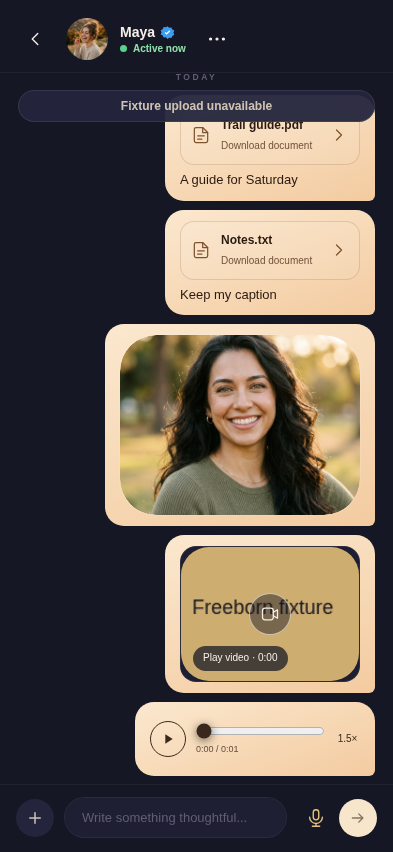 Maya
Active now
TODAY
Fixture upload unavailable
Trail guide.pdf
Download document
A guide for Saturday
Notes.txt
Download document
Keep my caption
Freeborn fixture
Play video · 0:00
0:00 / 0:01
1.5×
Write something thoughtful...